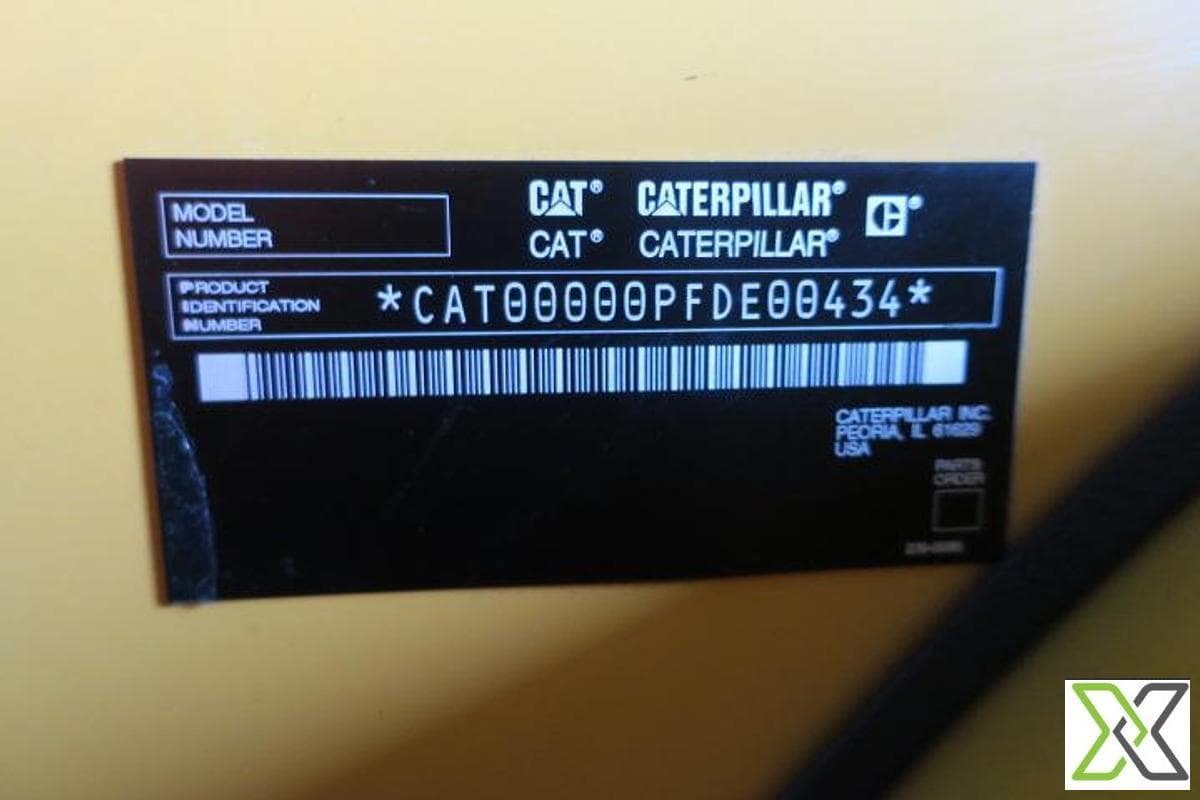 MODEL
NUMBER
CAT® CATERPILLAR®
CAT® CATERPILLAR®
PRODUCT
IDENTIFICATION
NUMBER
*CAT00000PFDE00434*
CATERPILLAR INC.
PEORIA, IL 61629
USA
PARTS
ORDER